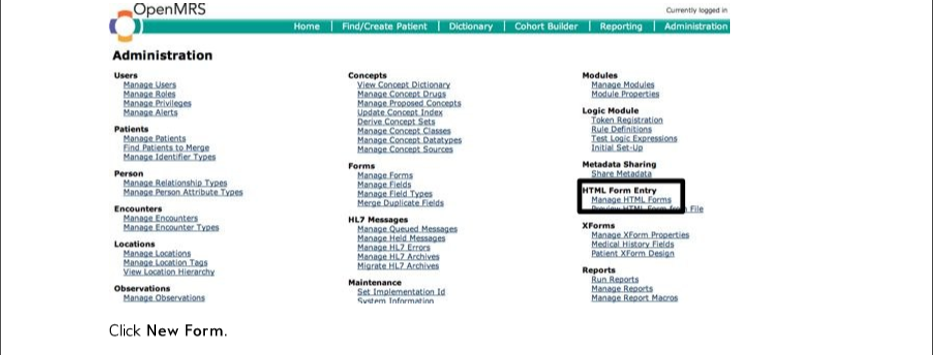 OpenMRS
Currently logged in
Home | Find/Create Patient | Dictionary | Cohort Builder | Reporting | Administration
Administration
Users
Manage Users
Manage Roles
Manage Privileges
Manage Alerts
Patients
Manage Patients
Find Patients to Merge
Manage Identifier Types
Person
Manage Relationship Types
Manage Person Attribute Types
Encounters
Manage Encounters
Manage Encounter Types
Locations
Manage Locations
Manage Location Tags
View Location Hierarchy
Observations
Manage Observations
Concepts
View Concept Dictionary
Manage Concept Drugs
Manage Proposed Concepts
Update Concept Index
Derive Concept Sets
Manage Concept Classes
Manage Concept Datatypes
Manage Concept Sources
Forms
Manage Forms
Manage Fields
Manage Field Types
Merge Duplicate Fields
HL7 Messages
Manage Queued Messages
Manage Held Messages
Manage HL7 Errors
Manage HL7 Archives
Migrate HL7 Archives
Maintenance
Set Implementation Id
System Information
Modules
Manage Modules
Module Properties
Logic Module
Token Registration
Rule Definitions
Test Logic Expressions
Initial Set-Up
Metadata Sharing
Share Metadata
HTML Form Entry
Manage HTML Forms
Preview HTML Form from File
XForms
Manage XForm Properties
Medical History Fields
Patient XForm Design
Reports
Run Reports
Manage Reports
Manage Report Macros
Click New Form.